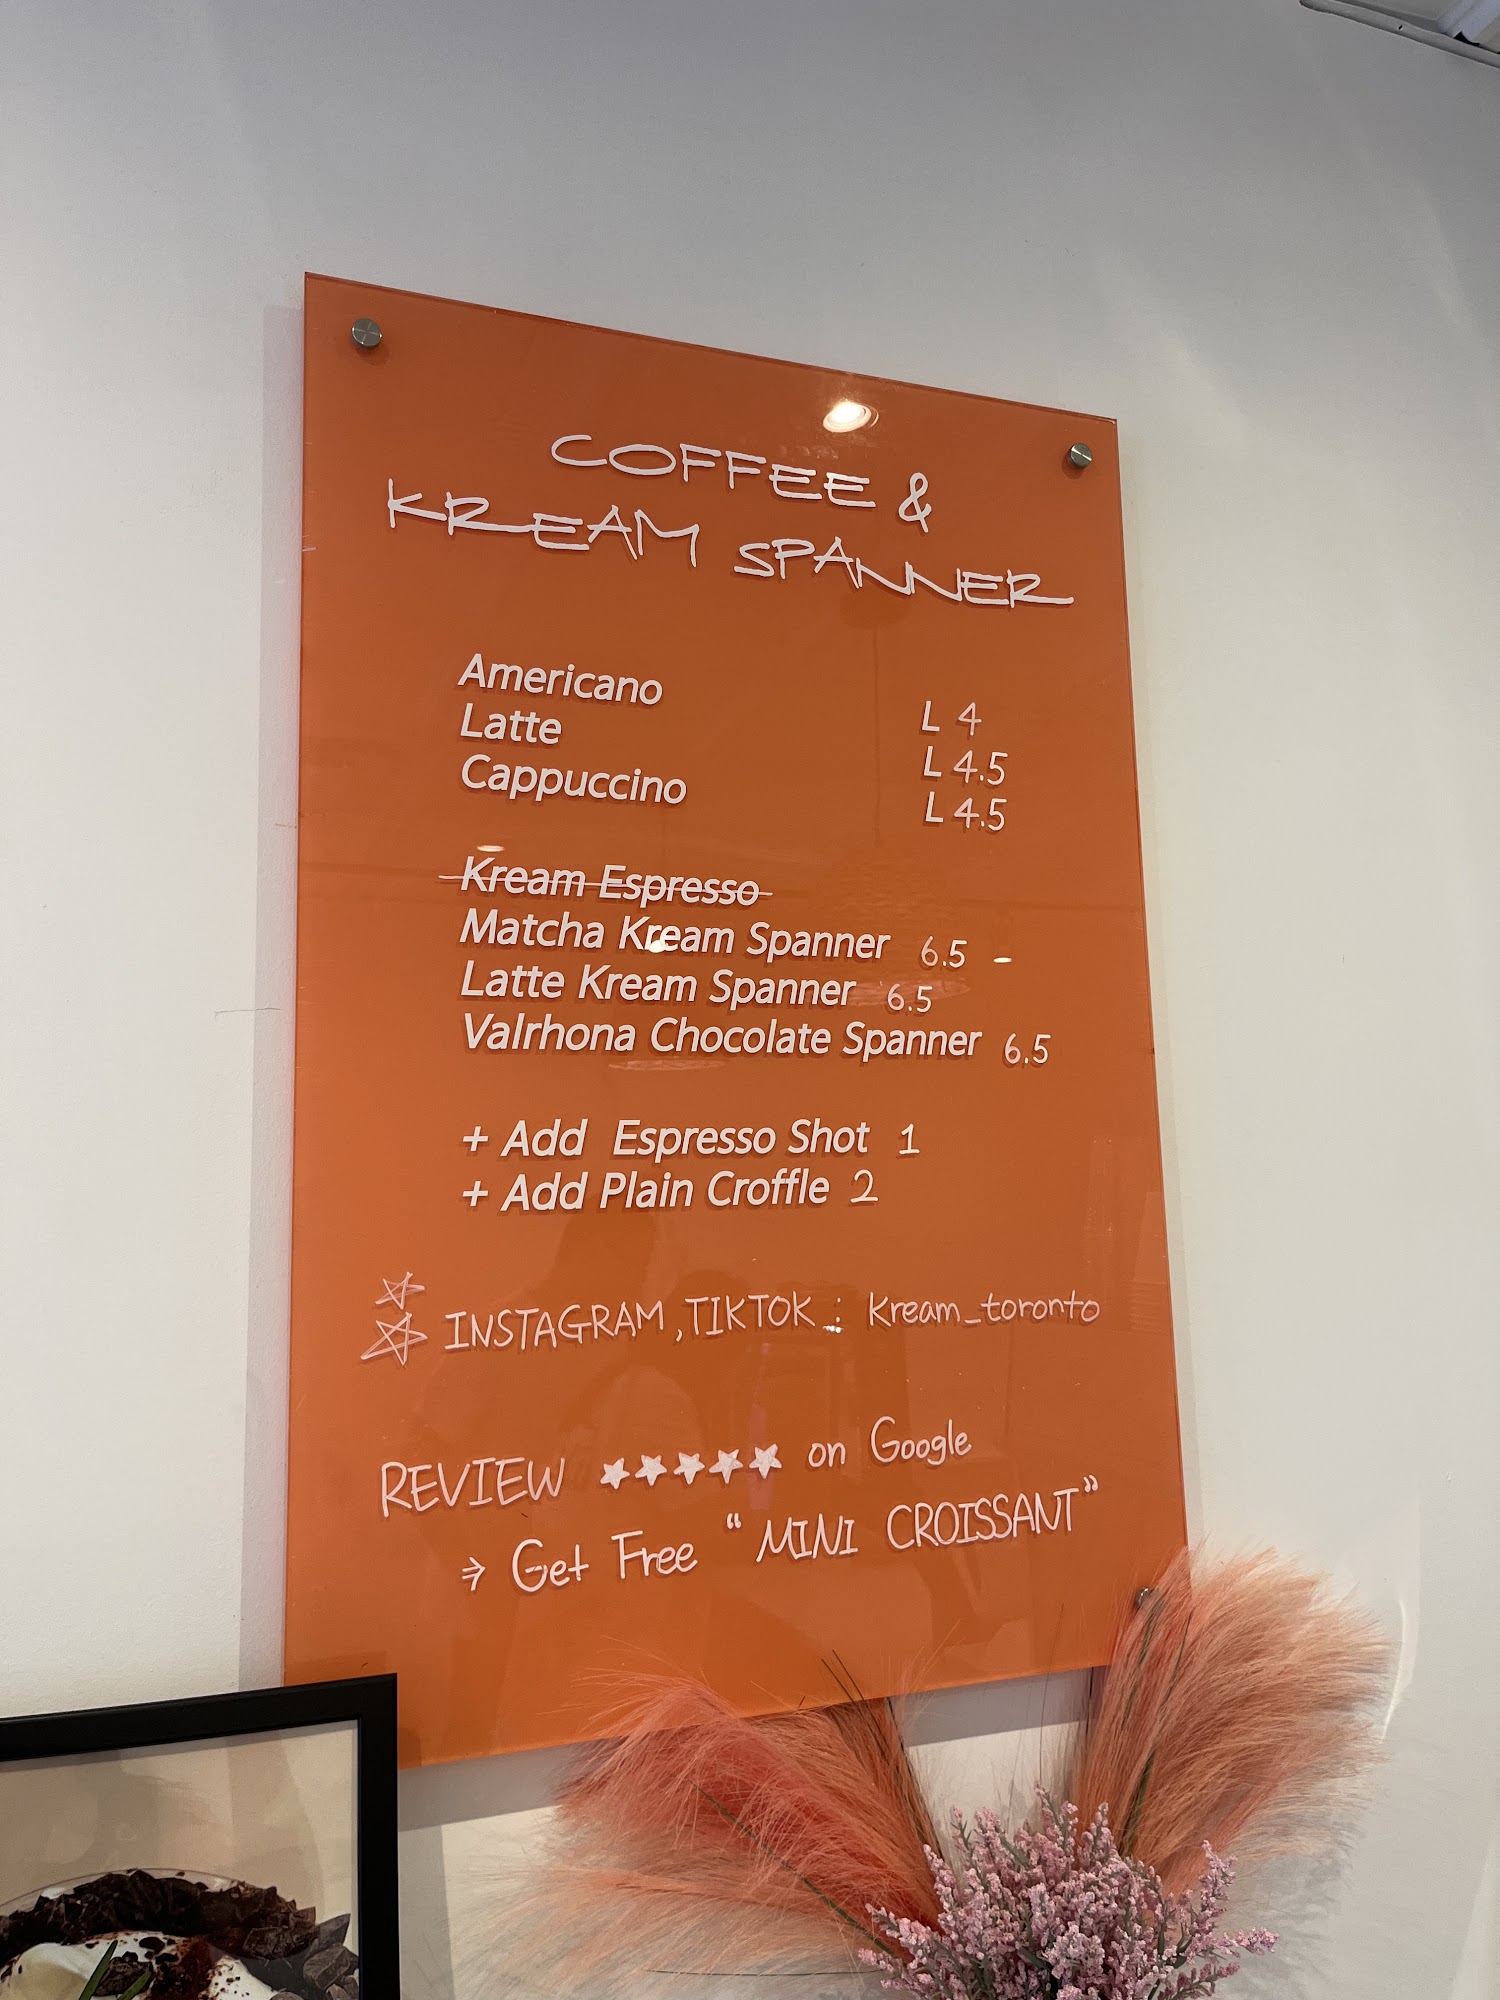 COFFEE &
KREAM SPANNER
Americano L 4
Latte L 4.5
Cappuccino L 4.5
Kream Espresso
Matcha Kream Spanner 6.5
Latte Kream Spanner 6.5
Valrhona Chocolate Spanner 6.5
+ Add Espresso Shot 1
+ Add Plain Croffle 2
☆
☆ INSTAGRAM, TIKTOK : kream_toronto
REVIEW ★★★★★ on Google
⇒ Get Free "MINI CROISSANT"